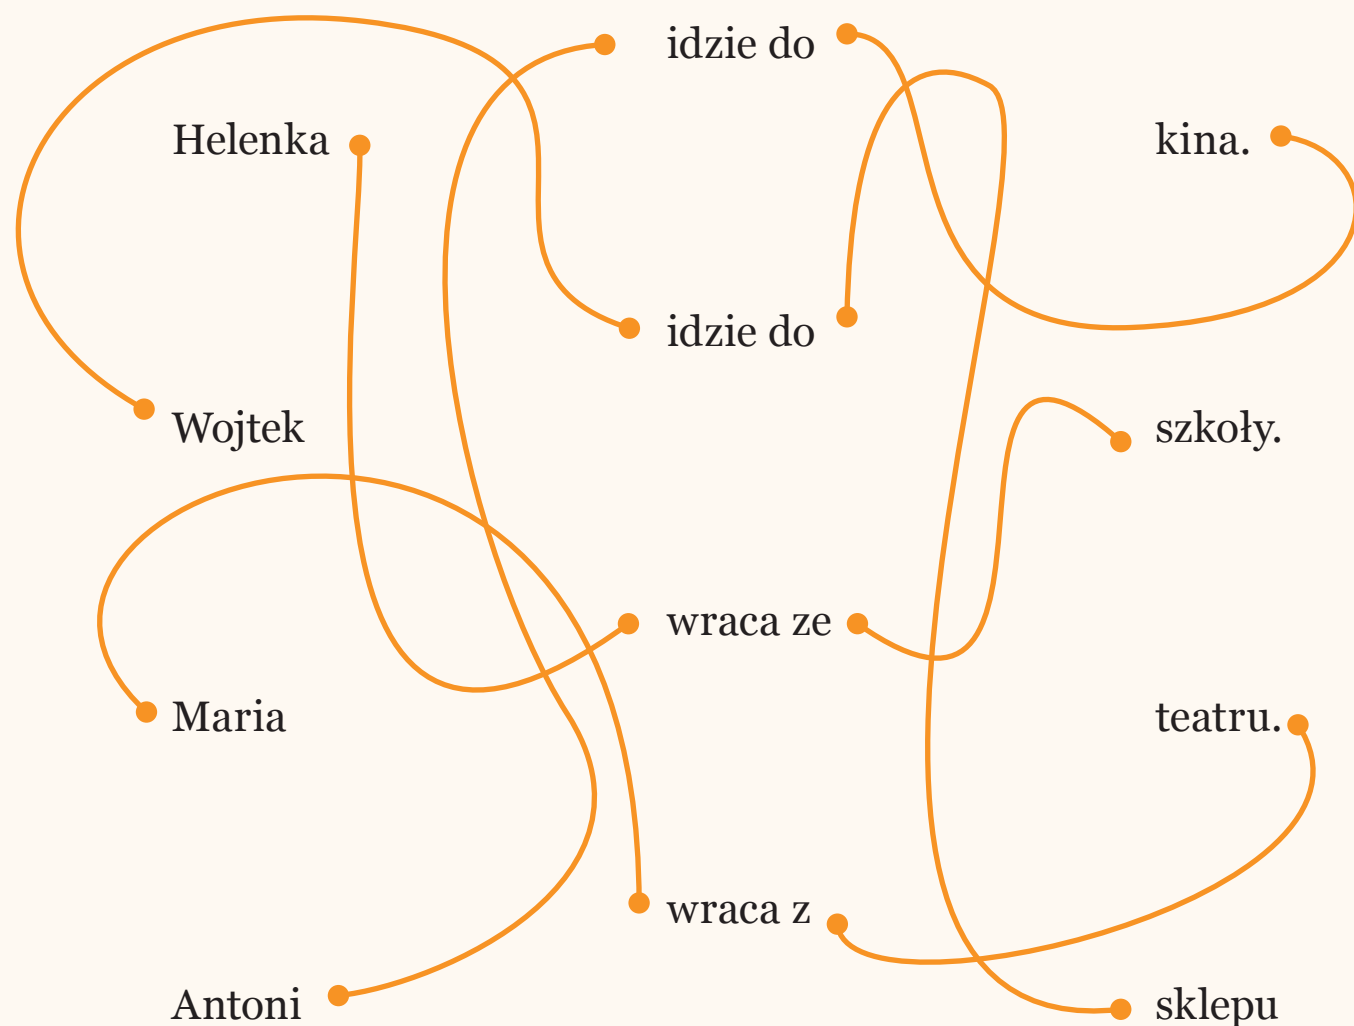 idzie do
Helenka
kina.
idzie do
Wojtek
szkoły.
wraca ze
Maria
teatru.
wraca z
Antoni
sklepu